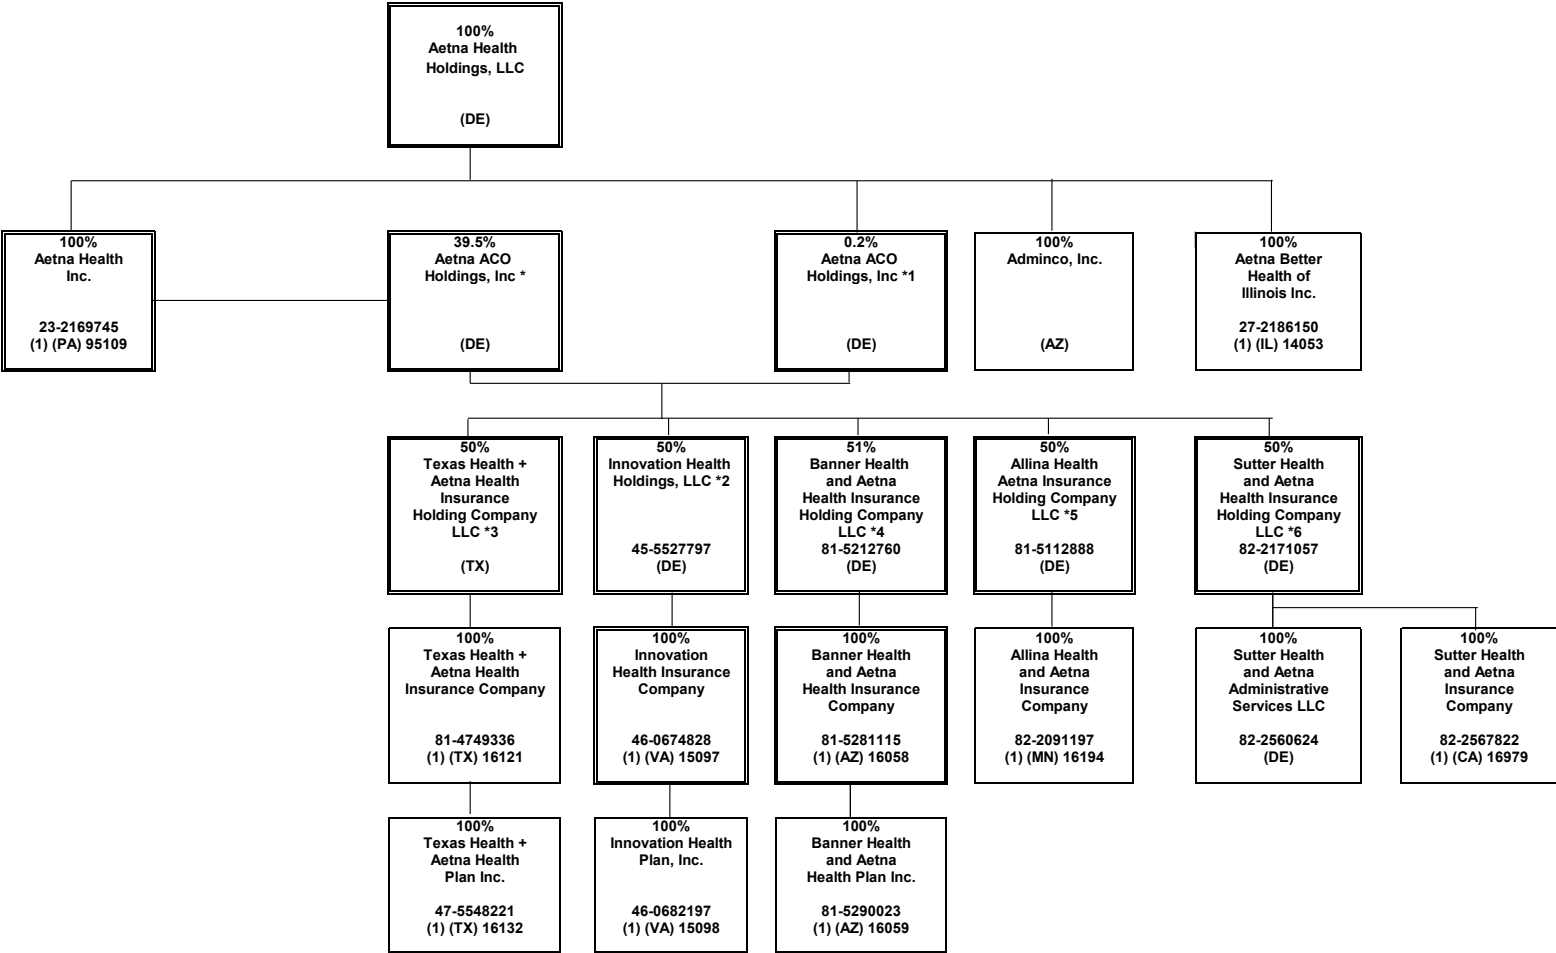 100%
Aetna Health
Holdings, LLC
(DE)
100%
Aetna Health
Inc.
23-2169745
(1) (PA) 95109
39.5%
Aetna ACO
Holdings, Inc *
(DE)
0.2%
Aetna ACO
Holdings, Inc *1
(DE)
100%
Adminco, Inc.
(AZ)
100%
Aetna Better
Health of
Illinois Inc.
27-2186150
(1) (IL) 14053
50%
Texas Health +
Aetna Health
Insurance
Holding Company
LLC *3
(TX)
50%
Innovation Health
Holdings, LLC *2
45-5527797
(DE)
51%
Banner Health
and Aetna
Health Insurance
Holding Company
LLC *4
81-5212760
(DE)
50%
Allina Health
Aetna Insurance
Holding Company
LLC *5
81-5112888
(DE)
50%
Sutter Health
and Aetna
Health Insurance
Holding Company
LLC *6
82-2171057
(DE)
100%
Texas Health +
Aetna Health
Insurance Company
81-4749336
(1) (TX) 16121
100%
Innovation
Health Insurance
Company
46-0674828
(1) (VA) 15097
100%
Banner Health
and Aetna
Health Insurance
Company
81-5281115
(1) (AZ) 16058
100%
Allina Health
and Aetna
Insurance
Company
82-2091197
(1) (MN) 16194
100%
Sutter Health
and Aetna
Administrative
Services LLC
82-2560624
(DE)
100%
Sutter Health
and Aetna
Insurance
Company
82-2567822
(1) (CA) 16979
100%
Texas Health +
Aetna Health
Plan Inc.
47-5548221
(1) (TX) 16132
100%
Innovation Health
Plan, Inc.
46-0682197
(1) (VA) 15098
100%
Banner Health
and Aetna
Health Plan Inc.
81-5290023
(1) (AZ) 16059